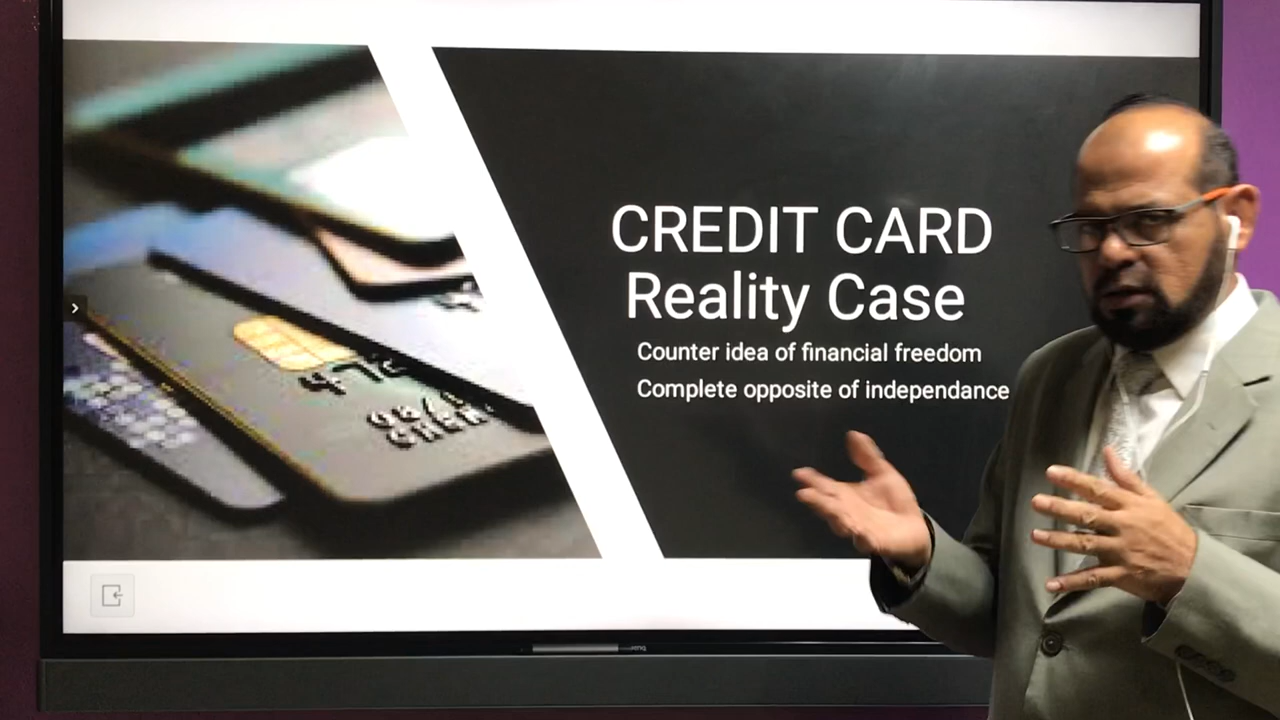 CREDIT CARD
Reality Case
Counter idea of financial freedom
Complete opposite of independance